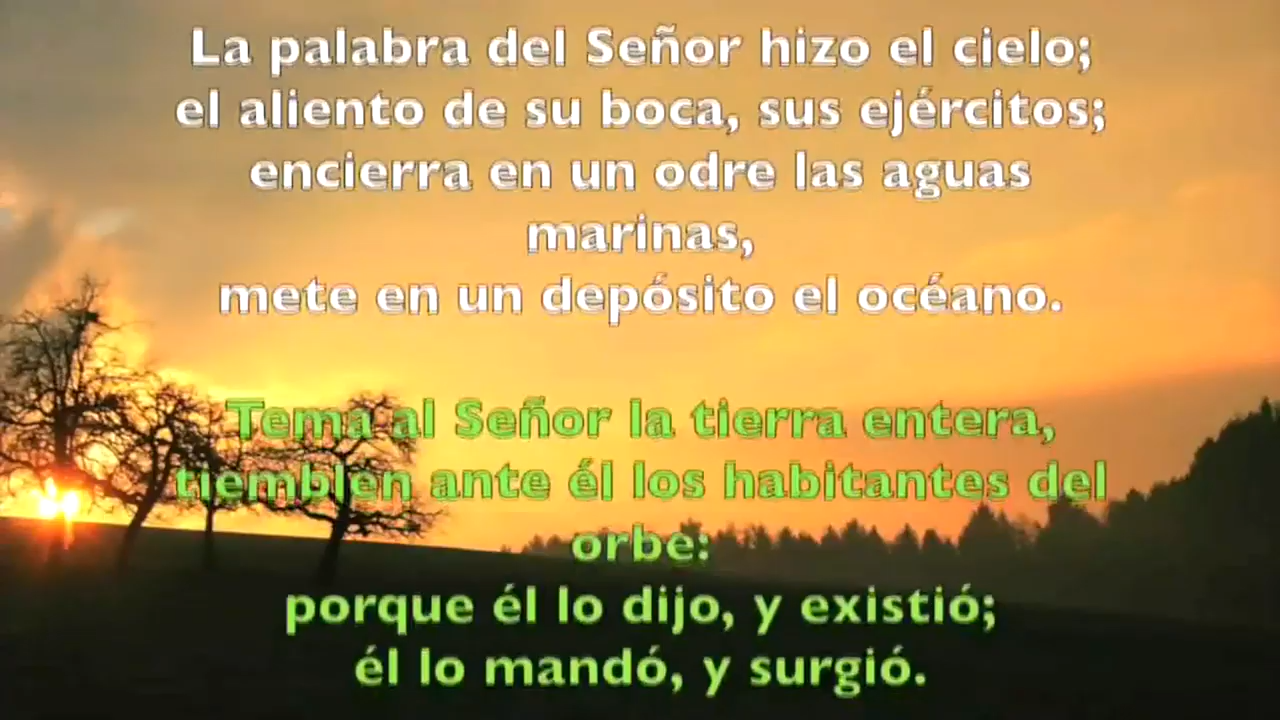 La palabra del Señor hizo el cielo;
el aliento de su boca, sus ejércitos;
encierra en un odre las aguas
marinas,
mete en un depósito el océano.
Tema al Señor la tierra entera,
tiemblen ante él los habitantes del
orbe:
porque él lo dijo, y existió;
él lo mandó, y surgió.